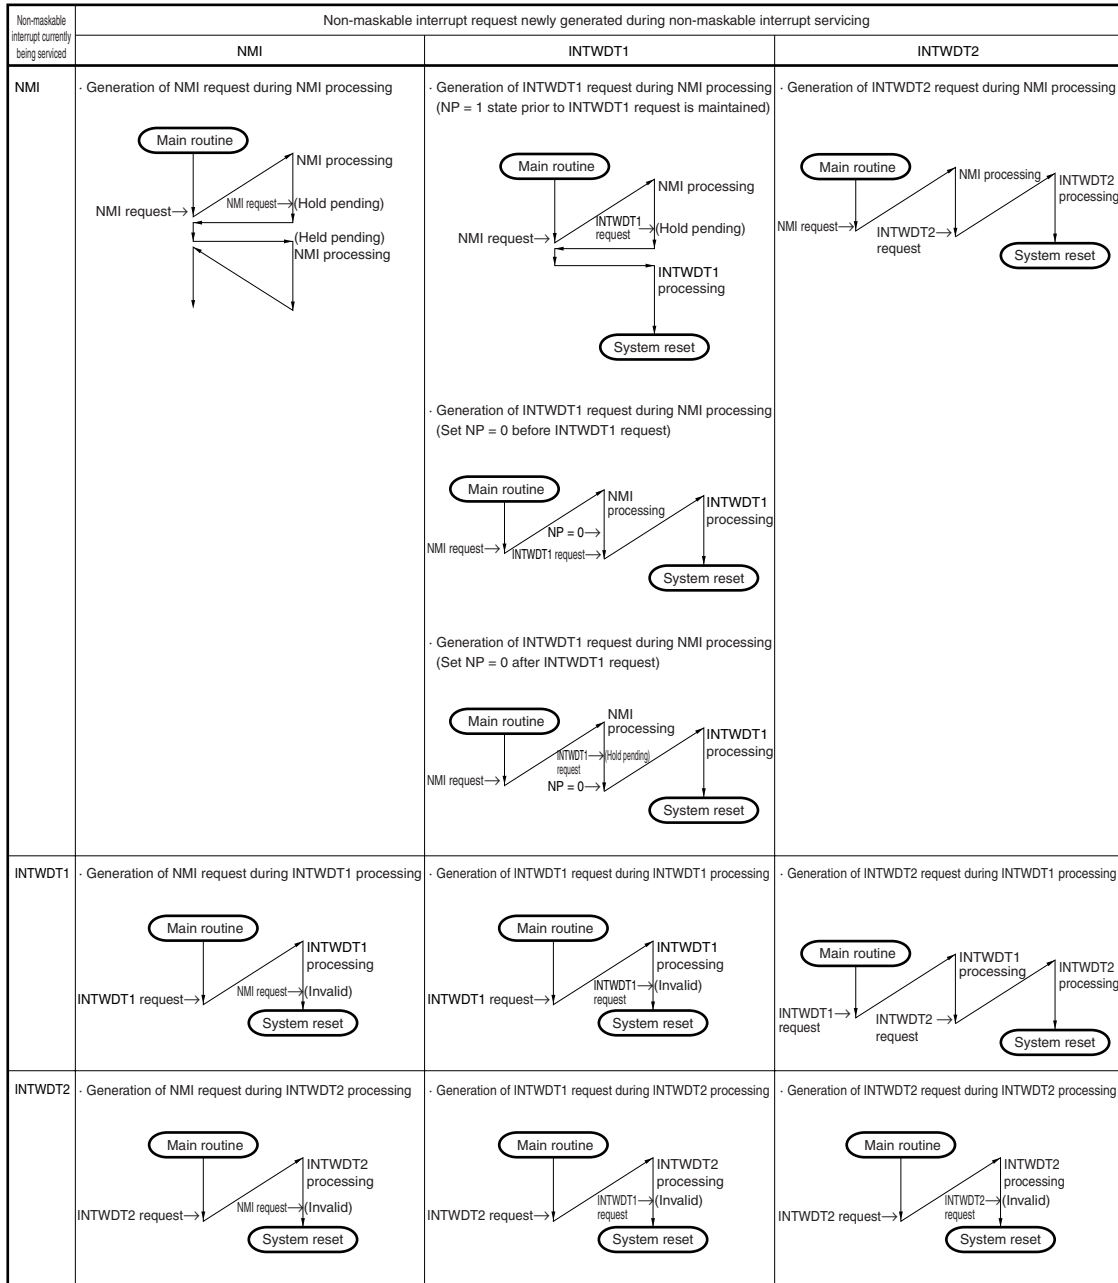 Non-maskable
interrupt currently
being serviced
Non-maskable interrupt request newly generated during non-maskable interrupt servicing
NMI
INTWDT1
INTWDT2
NMI
· Generation of NMI request during NMI processing
Main routine
NMI processing
NMI request→
NMI request→(Hold pending)
(Held pending)
NMI processing
· Generation of INTWDT1 request during NMI processing
(NP = 1 state prior to INTWDT1 request is maintained)
Main routine
NMI processing
NMI request→
INTWDT1→
request
(Hold pending)
INTWDT1
processing
System reset
· Generation of INTWDT1 request during NMI processing
(Set NP = 0 before INTWDT1 request)
Main routine
NMI
processing
INTWDT1
processing
NP = 0→
NMI request→
INTWDT1 request→
System reset
· Generation of INTWDT1 request during NMI processing
(Set NP = 0 after INTWDT1 request)
Main routine
NMI
processing
INTWDT1
processing
INTWDT1→(Hold pending)
request
NMI request→
NP = 0→
System reset
· Generation of INTWDT2 request during NMI processing
Main routine
NMI processing
INTWDT2
processing
NMI request→
INTWDT2→
request
System reset
INTWDT1
· Generation of NMI request during INTWDT1 processing
Main routine
INTWDT1
processing
INTWDT1 request→
NMI request→(Invalid)
System reset
· Generation of INTWDT1 request during INTWDT1 processing
Main routine
INTWDT1
processing
INTWDT1 request→
INTWDT1→(Invalid)
request
System reset
· Generation of INTWDT2 request during INTWDT1 processing
Main routine
INTWDT1
processing
INTWDT2
processing
INTWDT1→
request
INTWDT2→
request
System reset
INTWDT2
· Generation of NMI request during INTWDT2 processing
Main routine
INTWDT2
processing
NMI request→(Invalid)
INTWDT2 request→
System reset
· Generation of INTWDT1 request during INTWDT2 processing
Main routine
INTWDT2
processing
INTWDT1→(Invalid)
request
INTWDT2 request→
System reset
· Generation of INTWDT2 request during INTWDT2 processing
Main routine
INTWDT2
processing
INTWDT2→(Invalid)
request
INTWDT2 request→
System reset